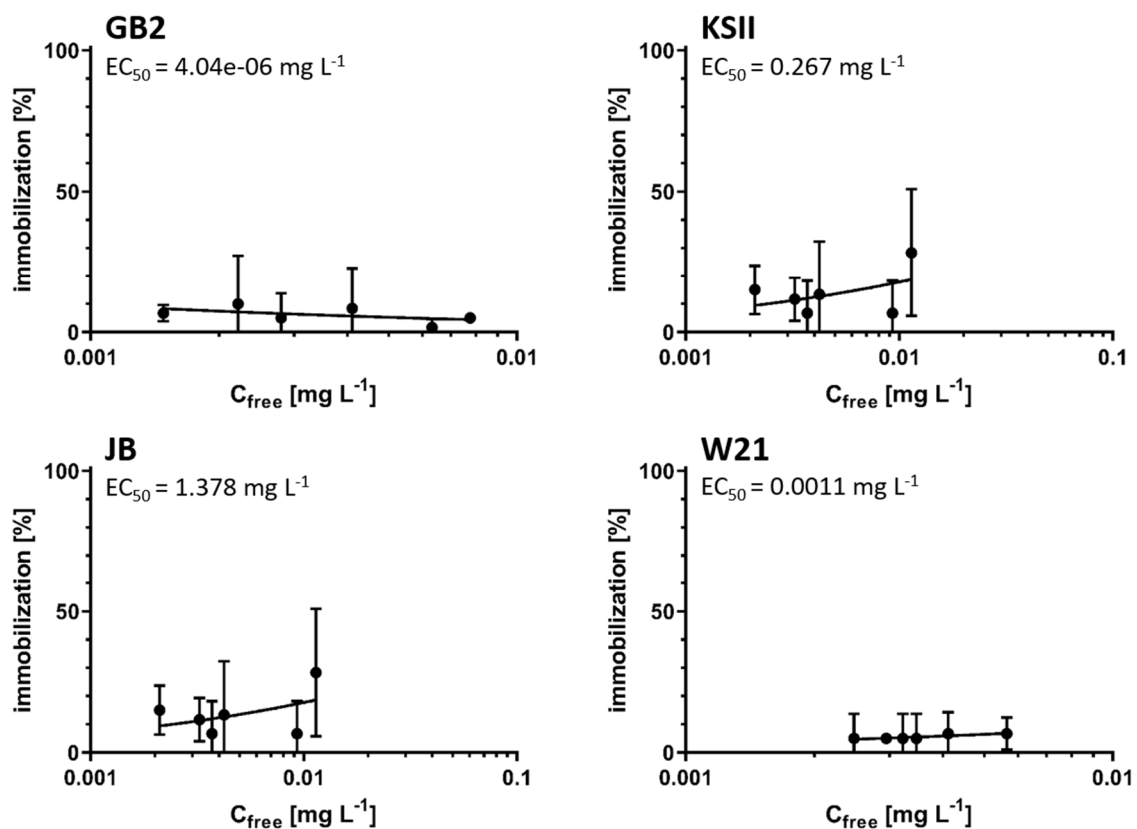 GB2
EC50 = 4.04e-06 mg L-1
immobilization [%]
100
50
0
0.001
0.01
Cfree [mg L-1]
KSII
EC50 = 0.267 mg L-1
immobilization [%]
100
50
0
0.001
0.01
0.1
Cfree [mg L-1]
JB
EC50 = 1.378 mg L-1
immobilization [%]
100
50
0
0.001
0.01
0.1
Cfree [mg L-1]
W21
EC50 = 0.0011 mg L-1
immobilization [%]
100
50
0
0.001
0.01
Cfree [mg L-1]